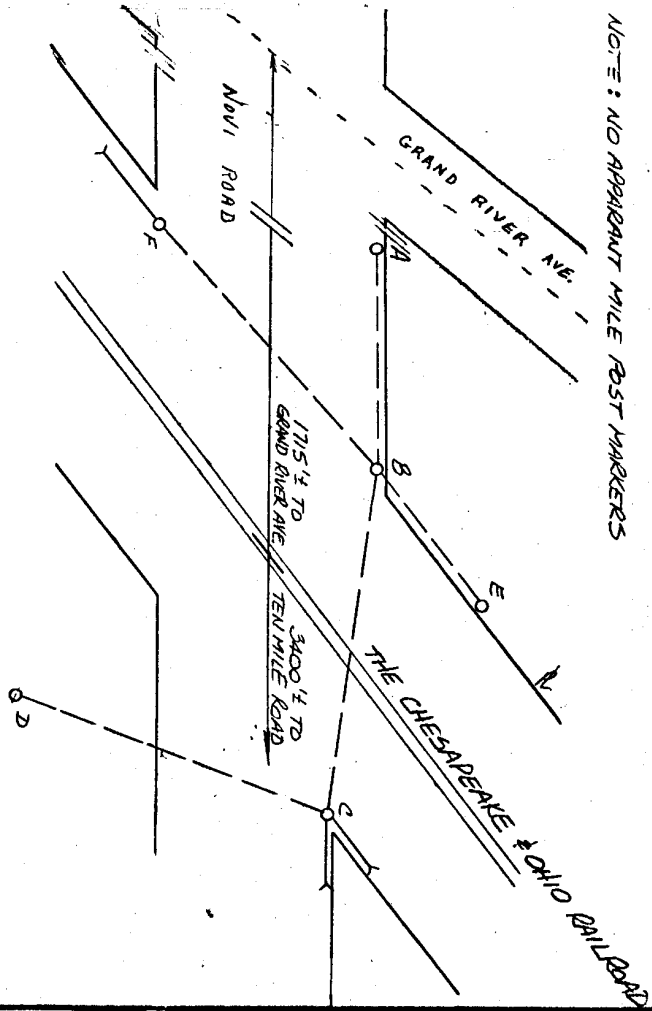 NOTE: NO APPARANT MILE POST MARKERS
GRAND RIVER AVE.
NOVI ROAD
A
B
E
F
1715'± TO
GRAND RIVER AVE
3400'± TO
TEN MILE ROAD
THE CHESAPEAKE & OHIO RAILROAD
C
D